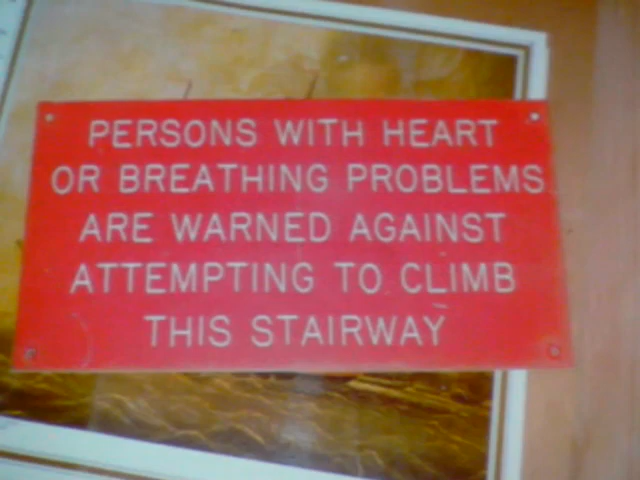 PERSONS WITH HEART
OR BREATHING PROBLEMS
ARE WARNED AGAINST
ATTEMPTING TO CLIMB
THIS STAIRWAY